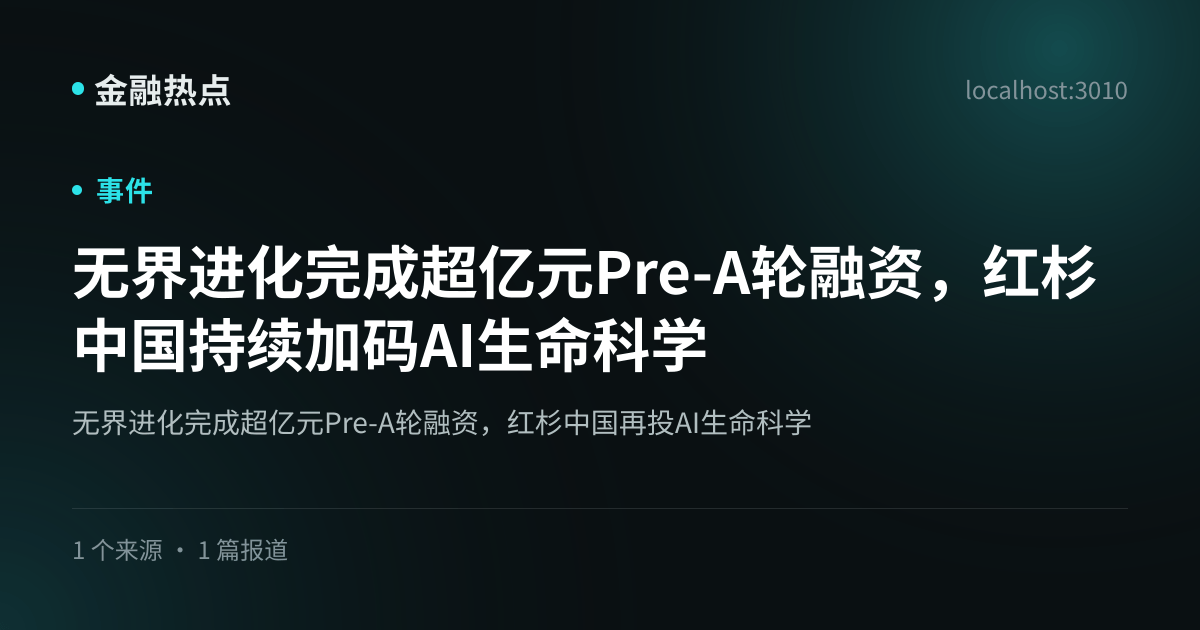 金融热点
localhost:3010
事件
无界进化完成超亿元Pre-A轮融资，红杉
中国持续加码AI生命科学
无界进化完成超亿元Pre-A轮融资，红杉中国再投AI生命科学
1 个来源 · 1 篇报道